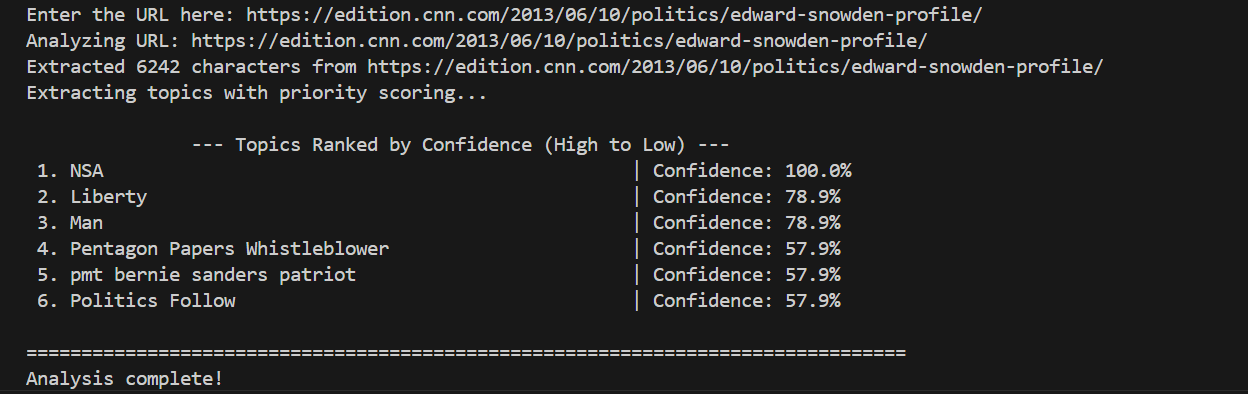 Enter the URL here: https://edition.cnn.com/2013/06/10/politics/edward-snowden-profile/
Analyzing URL: https://edition.cnn.com/2013/06/10/politics/edward-snowden-profile/
Extracted 6242 characters from https://edition.cnn.com/2013/06/10/politics/edward-snowden-profile/
Extracting topics with priority scoring...
--- Topics Ranked by Confidence (High to Low) ---
1. NSA | Confidence: 100.0%
2. Liberty | Confidence: 78.9%
3. Man | Confidence: 78.9%
4. Pentagon Papers Whistleblower | Confidence: 57.9%
5. pmt bernie sanders patriot | Confidence: 57.9%
6. Politics Follow | Confidence: 57.9%
================================================================================
Analysis complete!